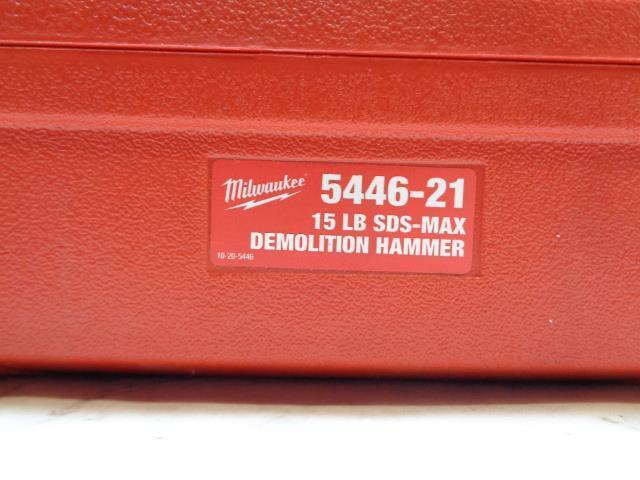 Milwaukee 5446-21
15 LB SDS-MAX
DEMOLITION HAMMER
10-20-5446